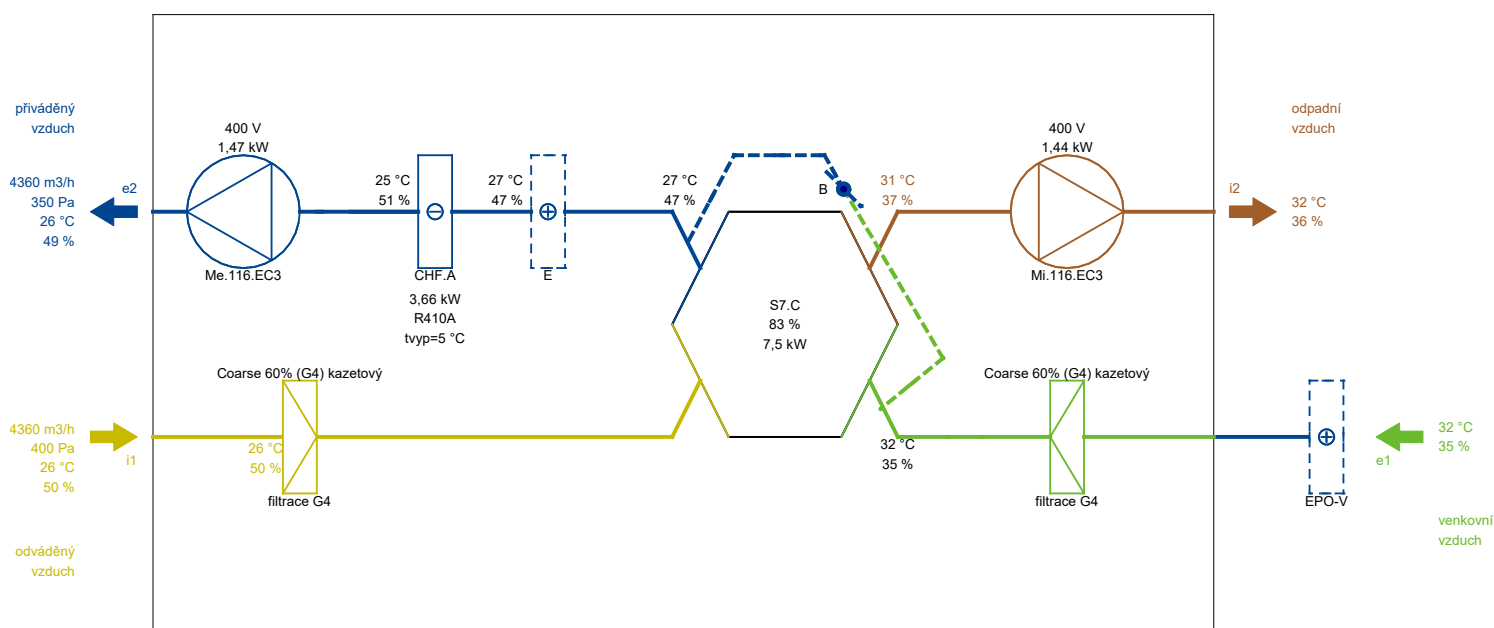 přiváděný
vzduch
4360 m3/h
350 Pa
26 °C
49 %
e2
400 V
1,47 kW
Me.116.EC3
25 °C
51 %
CHF.A
3,66 kW
R410A
tvyp=5 °C
27 °C
47 %
E
27 °C
47 %
B
31 °C
37 %
400 V
1,44 kW
Mi.116.EC3
odpadní
vzduch
i2
32 °C
36 %
S7.C
83 %
7,5 kW
4360 m3/h
400 Pa
26 °C
50 %
i1
odváděný
vzduch
Coarse 60% (G4) kazetový
26 °C
50 %
filtrace G4
32 °C
35 %
Coarse 60% (G4) kazetový
filtrace G4
EPO-V
e1
32 °C
35 %
venkovní
vzduch